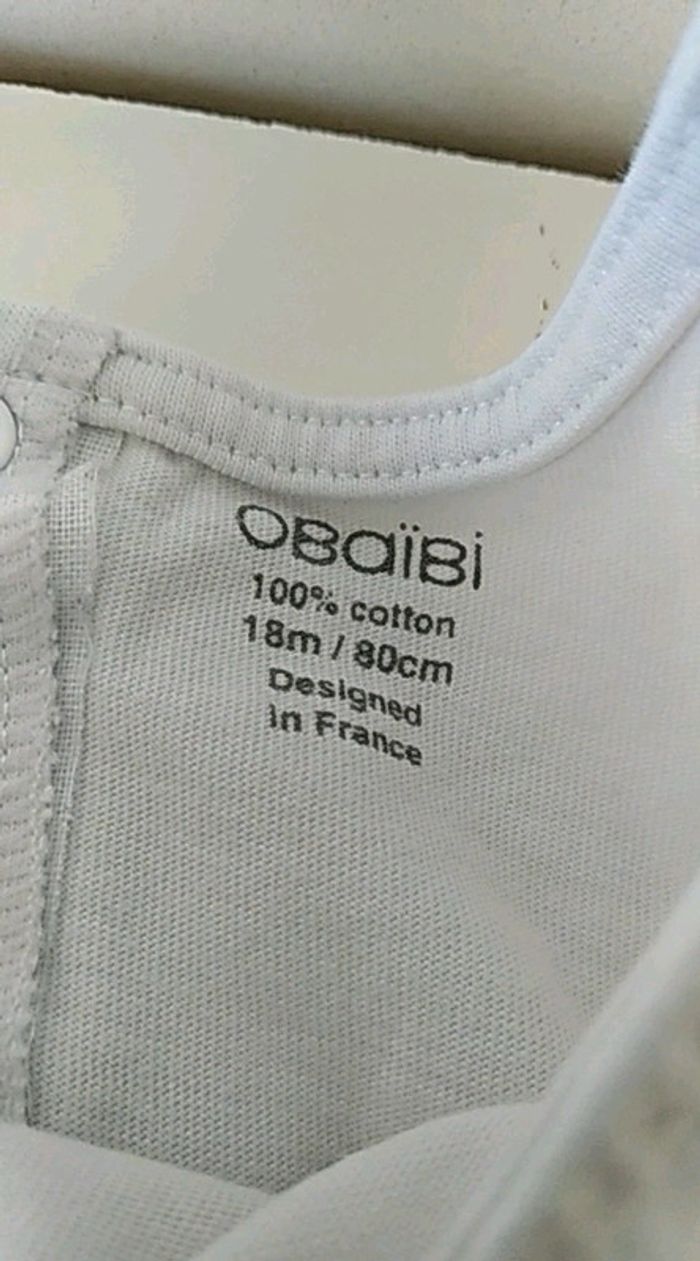 OBaïBi
100% cotton
18m / 80cm
Designed
in France